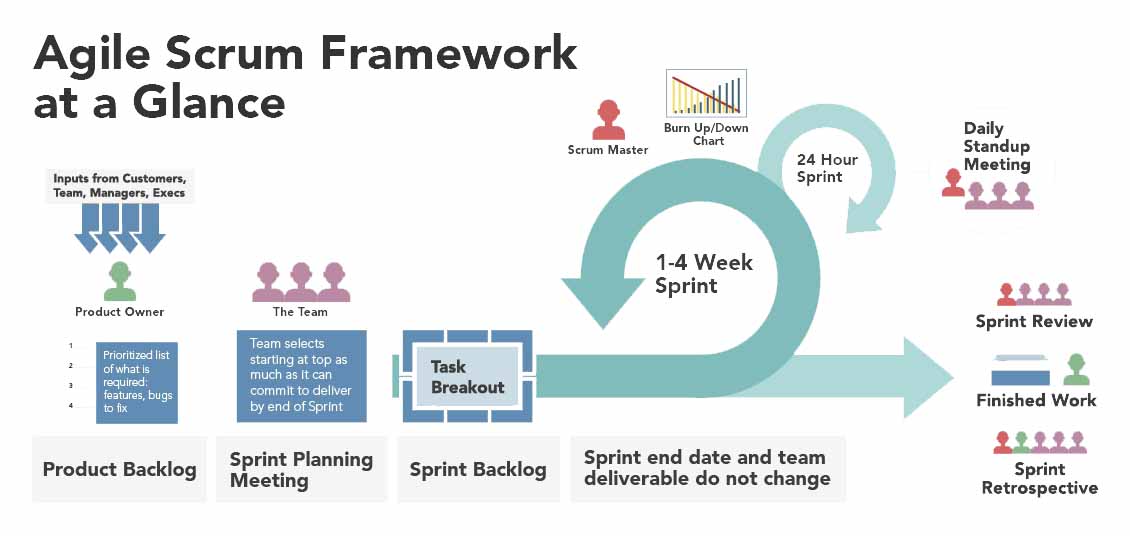 Agile Scrum Framework
at a Glance
Inputs from Customers,
Team, Managers, Execs
Product Owner
1
2
3
4
Prioritized list
of what is
required:
features, bugs
to fix
Product Backlog
The Team
Team selects
starting at top as
much as it can
commit to deliver
by end of Sprint
Sprint Planning
Meeting
Task
Breakout
Sprint Backlog
Scrum Master
Burn Up/Down
Chart
1-4 Week
Sprint
24 Hour
Sprint
Sprint end date and team
deliverable do not change
Daily
Standup
Meeting
Sprint Review
Finished Work
Sprint
Retrospective